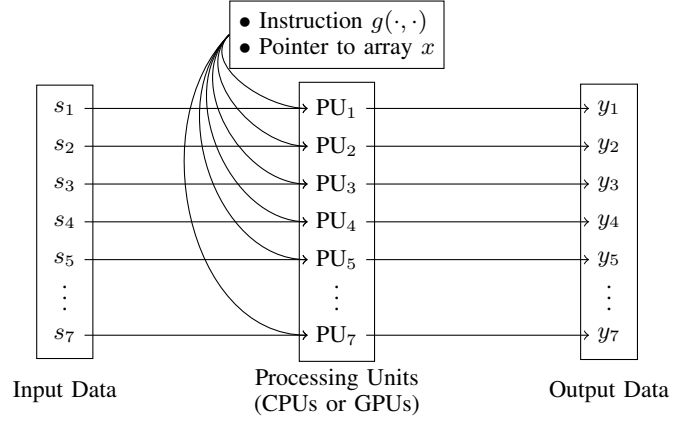 ● Instruction g(·,·)
● Pointer to array x
s₁ PU₁ y₁
s₂ PU₂ y₂
s₃ PU₃ y₃
s₄ PU₄ y₄
s₅ PU₅ y₅
⋮ ⋮ ⋮
s₇ PU₇ y₇
Input Data
Processing Units
(CPUs or GPUs)
Output Data